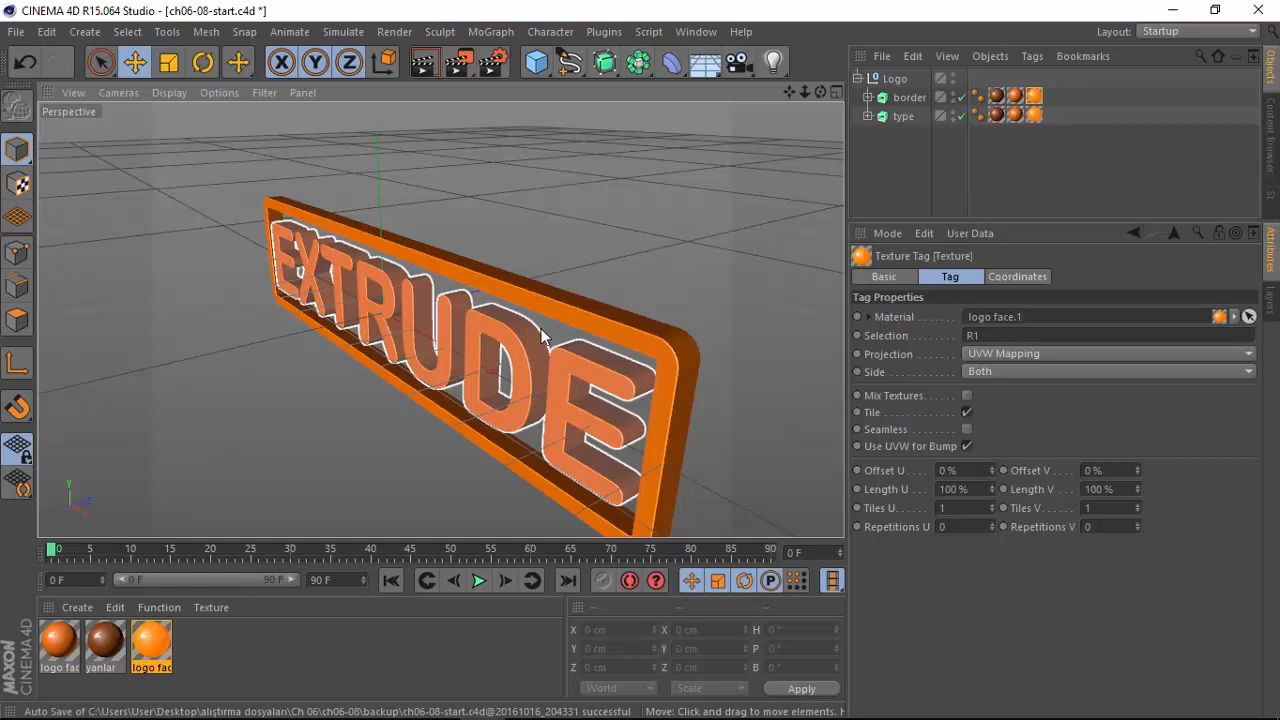 CINEMA 4D R15.064 Studio - [ch06-08-start.c4d *]
File Edit Create Select Tools Mesh Snap Animate Simulate Render Sculpt MoGraph Character Plugins Script Window Help
Layout: Startup
View Cameras Display Options Filter Panel
Perspective
EXTRUDE
Y
Z
X
File Edit View Objects Tags Bookmarks
Logo
border
type
Objects
Content Browser
Attributes
Layers
Mode Edit User Data
Texture Tag [Texture]
Basic Tag Coordinates
Tag Properties
Material logo face.1
Selection R1
Projection UVW Mapping
Side Both
Mix Textures
Tile
Seamless
Use UVW for Bump
Offset U 0 % Offset V 0 %
Length U 100 % Length V 100 %
Tiles U 1 Tiles V 1
Repetitions U 0 Repetitions V 0
0 5 10 15 20 25 30 35 40 45 50 55 60 65 70 75 80 85 90 0 F
0 F 0 F 90 F 90 F
Create Edit Function Texture
logo fac yanlar logo fac
-- -- --
X 0 cm X 0 cm H 0 °
Y 0 cm Y 0 cm P 0 °
Z 0 cm Z 0 cm B 0 °
World Scale Apply
MAXON CINEMA 4D
Auto Save of C:\Users\User\Desktop\alıştırma dosyaları\Ch 06\ch06-08\backup\ch06-08-start.c4d@20161016_204331 successful Move: Click and drag to move elements. H